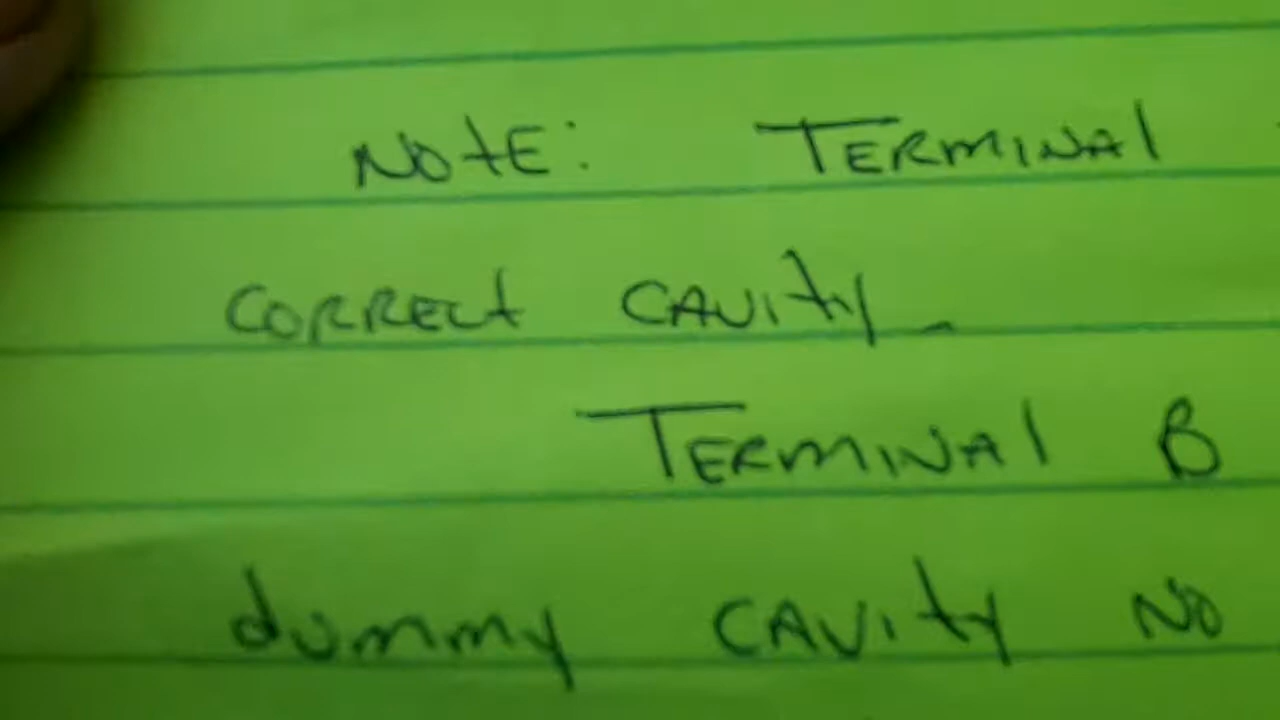 NOTE: TERMINAL
CORRECT CAVITY.
TERMINAL B
dummy CAVITY NO